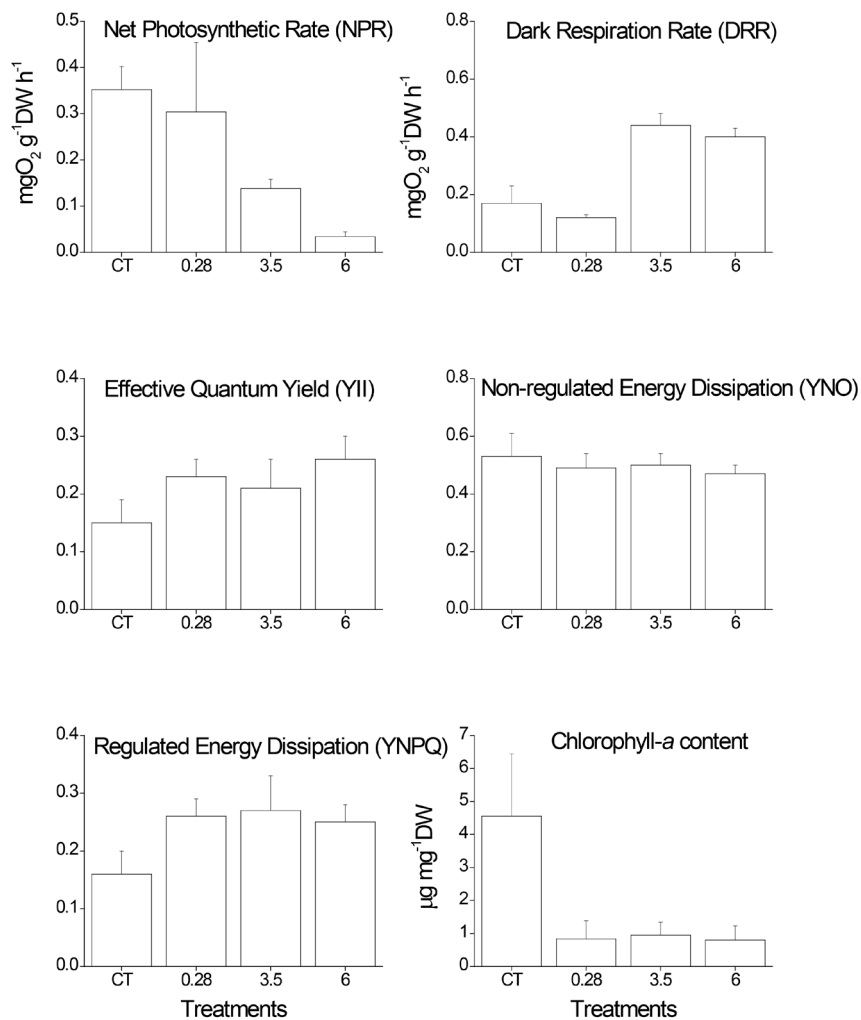 Net Photosynthetic Rate (NPR)
mgO₂ g⁻¹DW h⁻¹
0.5
0.4
0.3
0.2
0.1
0.0
CT 0.28 3.5 6
Dark Respiration Rate (DRR)
mgO₂ g⁻¹DW h⁻¹
0.8
0.6
0.4
0.2
0.0
CT 0.28 3.5 6
Effective Quantum Yield (YII)
0.4
0.3
0.2
0.1
0.0
CT 0.28 3.5 6
Non-regulated Energy Dissipation (YNO)
0.8
0.6
0.4
0.2
0.0
CT 0.28 3.5 6
Regulated Energy Dissipation (YNPQ)
0.4
0.3
0.2
0.1
0.0
CT 0.28 3.5 6
Treatments
Chlorophyll-a content
µg mg⁻¹DW
7
6
5
4
3
2
1
0
CT 0.28 3.5 6
Treatments